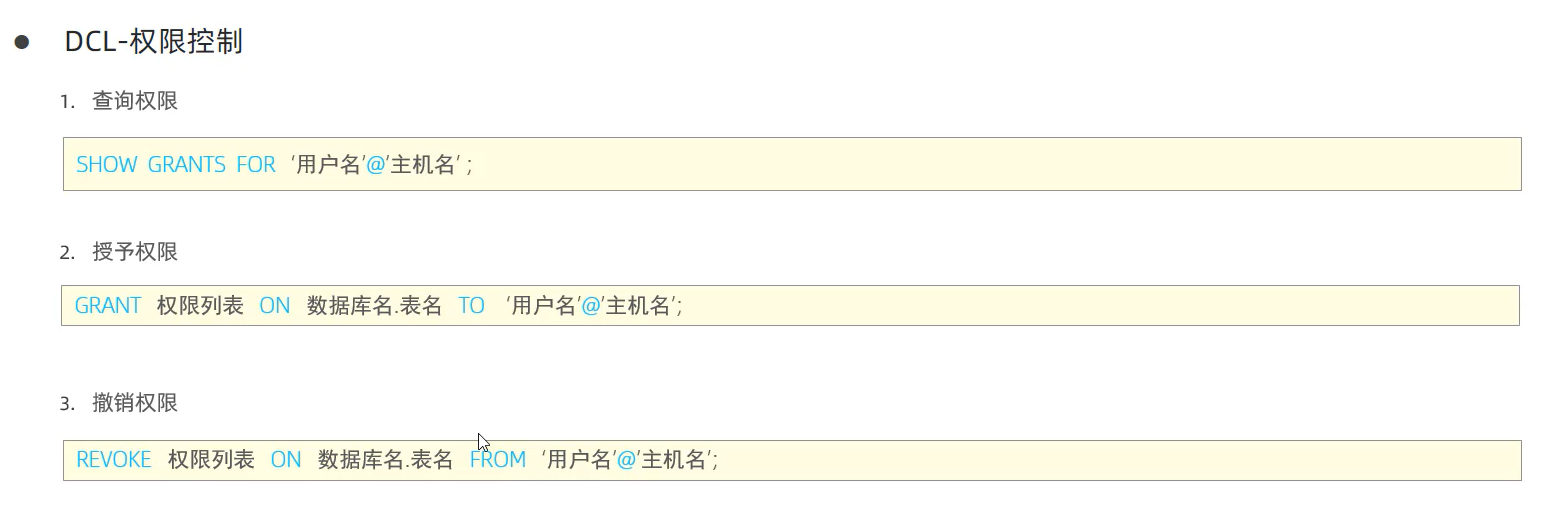 ● DCL-权限控制
1. 查询权限
SHOW GRANTS FOR '用户名'@'主机名' ;
2. 授予权限
GRANT 权限列表 ON 数据库名.表名 TO '用户名'@'主机名';
3. 撤销权限
REVOKE 权限列表 ON 数据库名.表名 FROM '用户名'@'主机名';